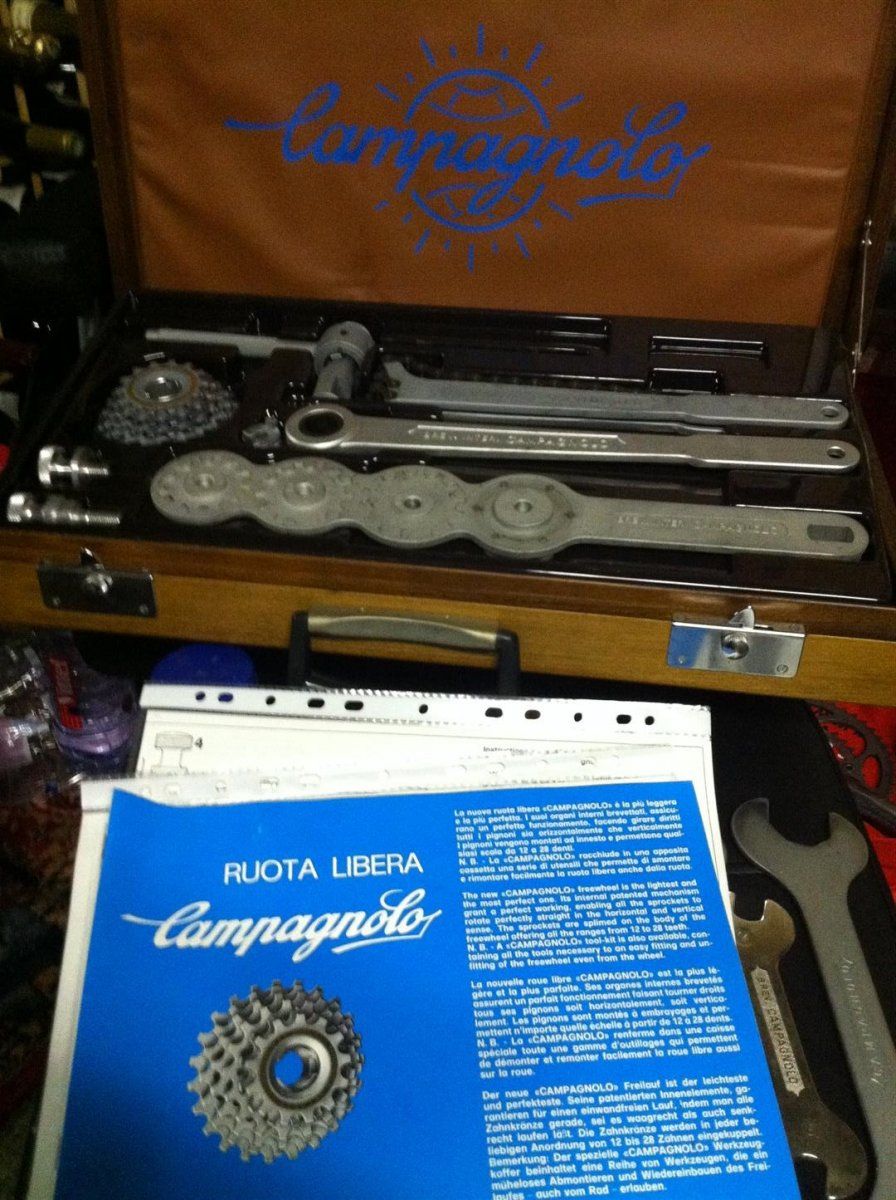 Campagnolo
BREV. INTER. CAMPAGNOLO
BREV. INTER. CAMPAGNOLO
4
RUOTA LIBERA
Campagnolo
La nuova ruota libera «CAMPAGNOLO» è la più leggera
e la più perfetta. I suoi organi interni brevettati, assicu-
rano un perfetto funzionamento, facendo girare diritti
tutti i pignoni sia orizzontalmente che verticalmente
I pignoni vengono montati ad innesto e permettono qual-
siasi scala da 12 a 28 denti.
N. B. - La «CAMPAGNOLO» racchiude in una apposita
cassetta una serie di utensili che permette di smontare
e rimontare facilmente la ruota libera anche dalla ruota.
The new «CAMPAGNOLO» freewheel is the lightest and
the most perfect one. Its internal patented mechanism
grant a perfect working, enabling all the sprockets to
rotate perfectly straight in the horizontal and vertical
sense. The sprockets are splined on the body of the
freewheel offering all the ranges from 12 to 28 teeth.
N. B. - A «CAMPAGNOLO» tool-kit is also available, con-
taining all the tools necessary to an easy fitting and un-
fitting of the freewheel even from the wheel.
La nouvelle roue libre «CAMPAGNOLO» est la plus lé-
gère et la plus parfaite. Ses organes internes brevetés
assurent un parfait fonctionnement faisant tourner droits
tous ses pignons soit horizontalement, soit vertica-
lement. Les pignons sont montés à embrayages et per-
mettent n'importe quelle échelle à partir de 12 à 28 dents.
N. B. - La «CAMPAGNOLO» renferme dans une caisse
spéciale toute une gamme d'outillages qui permettent
de démonter et remonter facilement la roue libre aussi
sur la roue.
Der neue «CAMPAGNOLO» Freilauf ist der leichteste
und perfekteste. Seine patentierten Innenelemente, ga-
rantieren für einen einwandfreien Lauf, indem man alle
Zahnkränze gerade, sei es waagrecht als auch senk-
recht laufen läßt. Die Zahnkränze werden in jeder be-
liebigen Anordnung von 12 bis 28 Zähnen eingekuppelt.
Bemerkung: Der spezielle «CAMPAGNOLO» Werkzeug-
koffer beinhaltet eine Reihe von Werkzeugen, die ein
müheloses Abmontieren und Wiedereinbauen des Frei-
laufes - auch vom Rad - erlauben.
BREV. CAMPAGNOLO